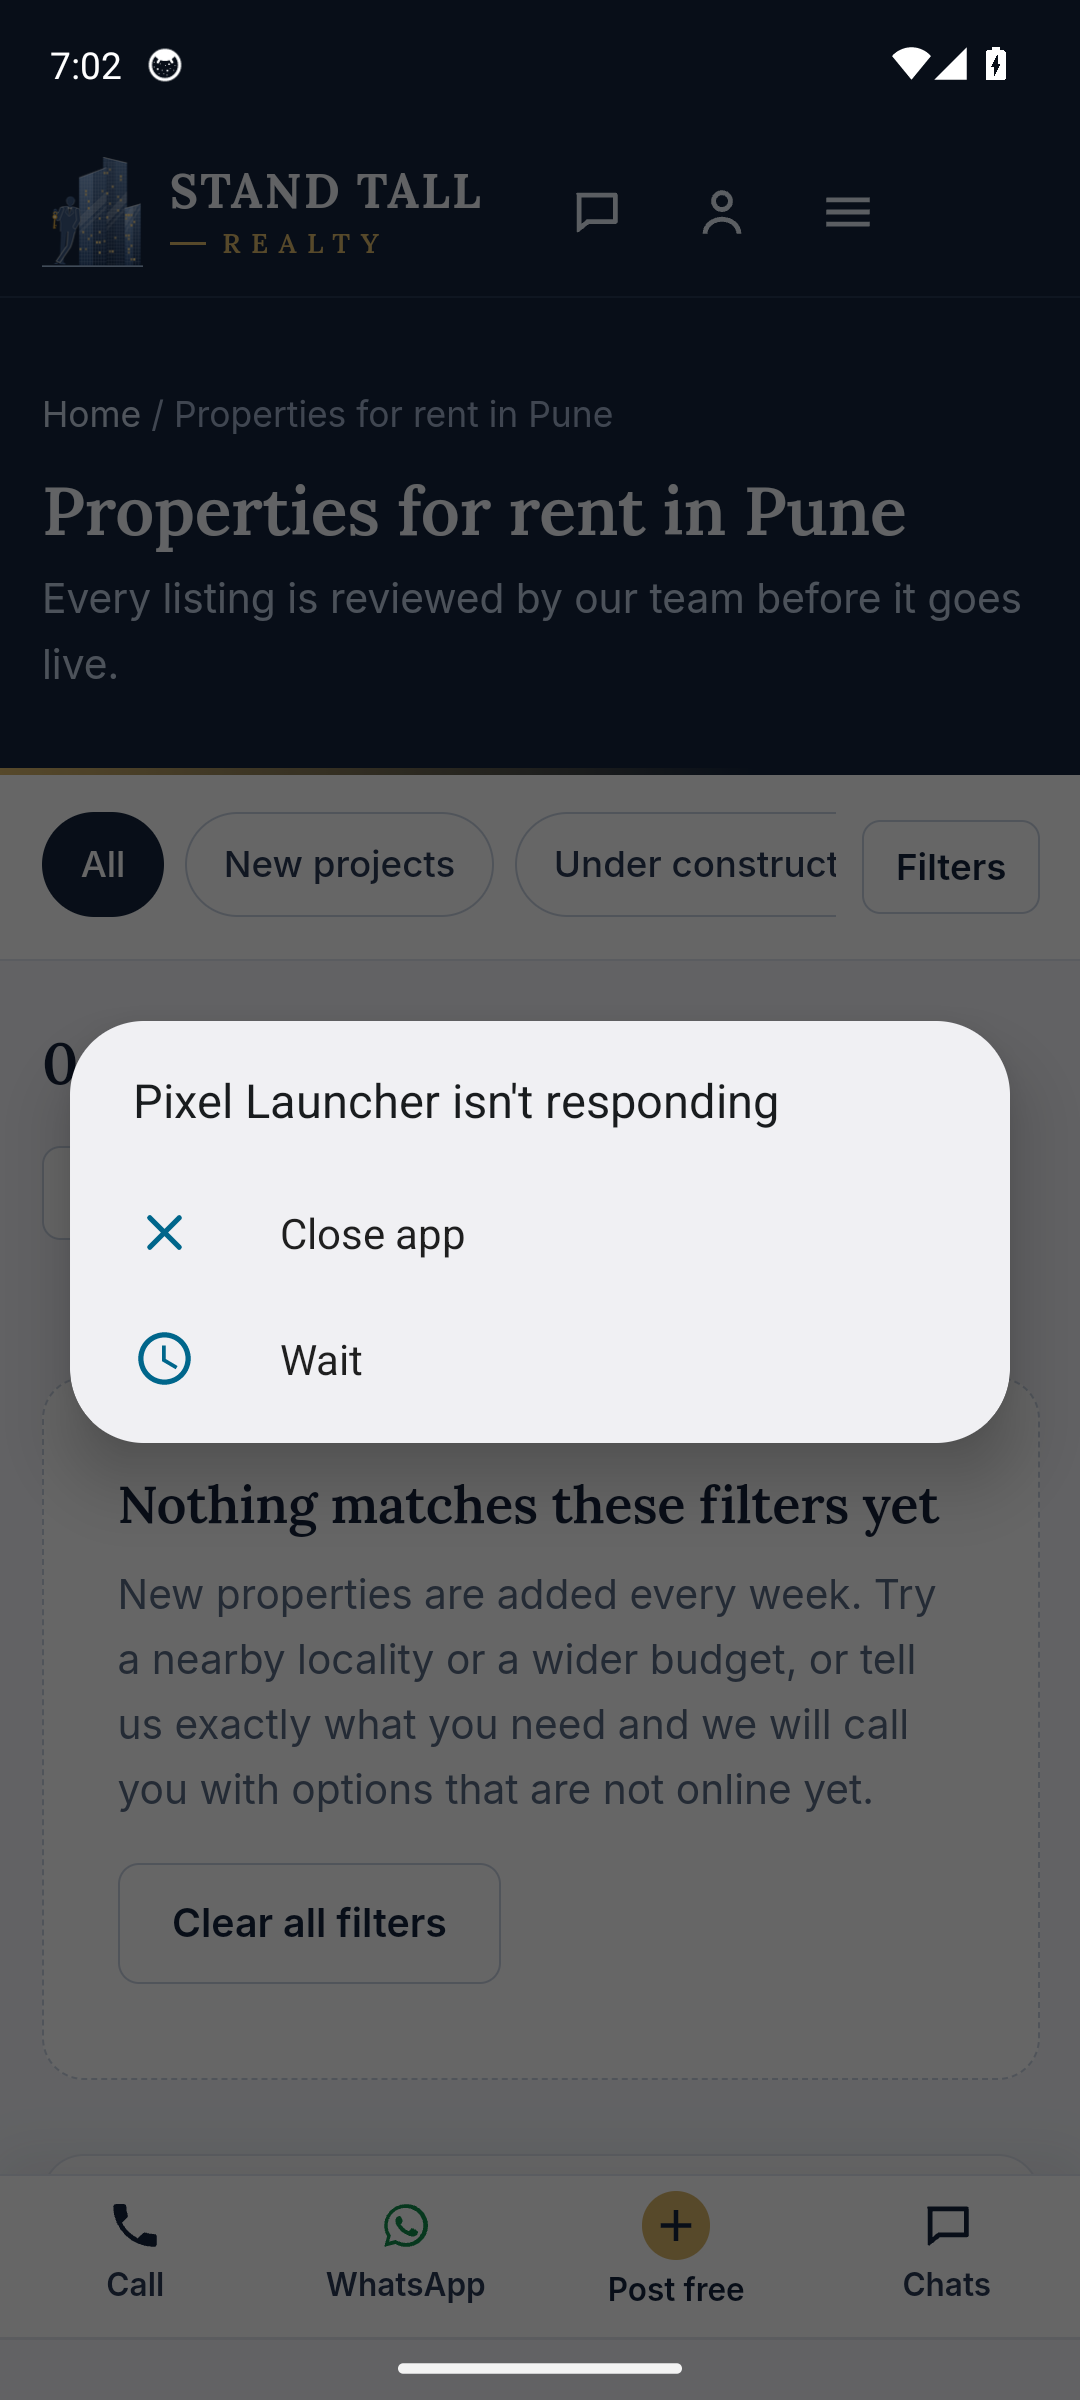 7:02
STAND TALL
REALTY
Home / Properties for rent in Pune
Properties for rent in Pune
Every listing is reviewed by our team before it goes
live.
All
New projects
Under construct
Filters
0
Pixel Launcher isn't responding
Close app
Wait
Nothing matches these filters yet
New properties are added every week. Try
a nearby locality or a wider budget, or tell
us exactly what you need and we will call
you with options that are not online yet.
Clear all filters
Call
WhatsApp
Post free
Chats